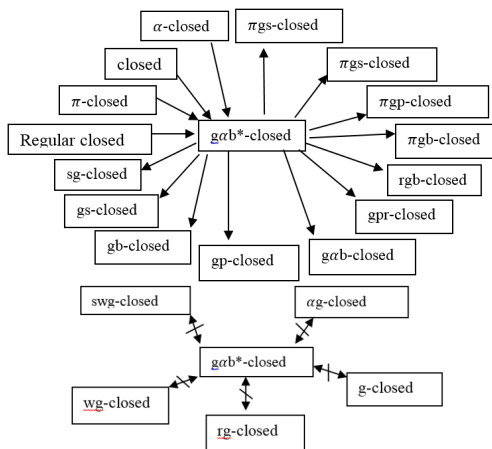 α-closed
πgs-closed
closed
πgs-closed
π-closed
πgp-closed
Regular closed
gαb*-closed
πgb-closed
sg-closed
rgb-closed
gs-closed
gpr-closed
gb-closed
gp-closed
gαb-closed
swg-closed
αg-closed
gαb*-closed
wg-closed
g-closed
rg-closed